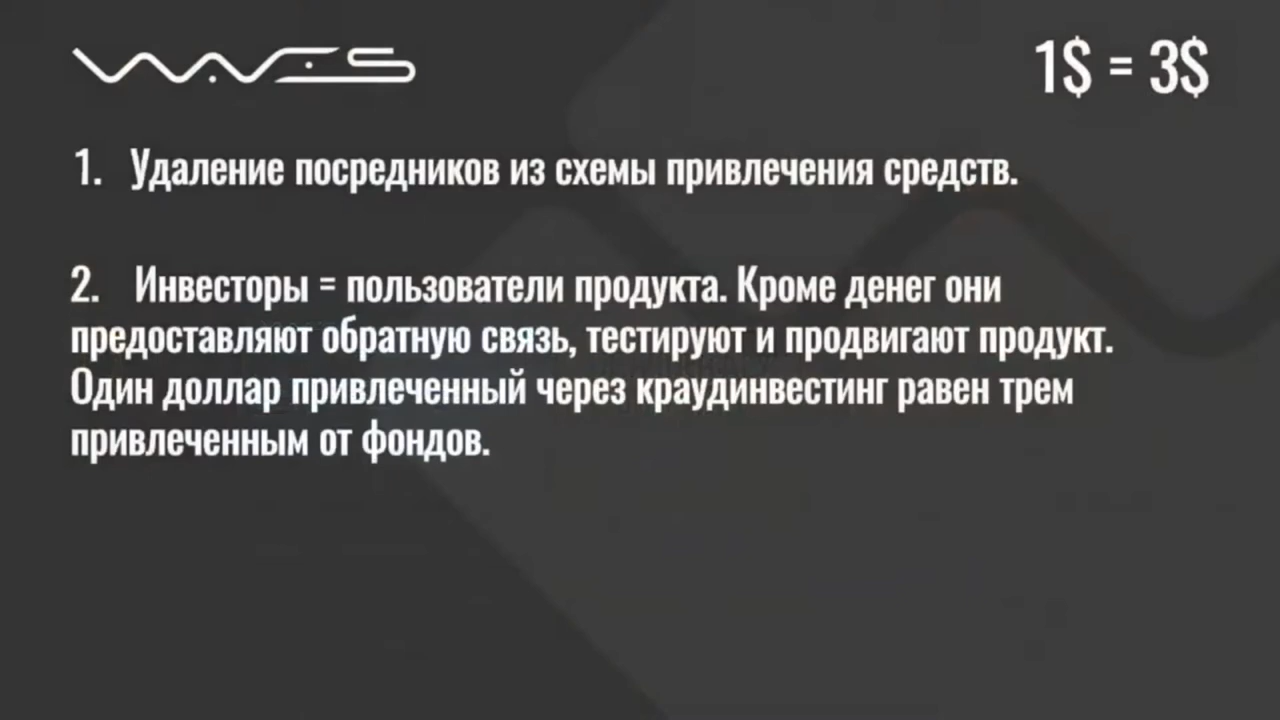 WAVES
1$ = 3$
1. Удаление посредников из схемы привлечения средств.
2. Инвесторы = пользователи продукта. Кроме денег они
предоставляют обратную связь, тестируют и продвигают продукт.
Один доллар привлеченный через краудинвестинг равен трем
привлеченным от фондов.